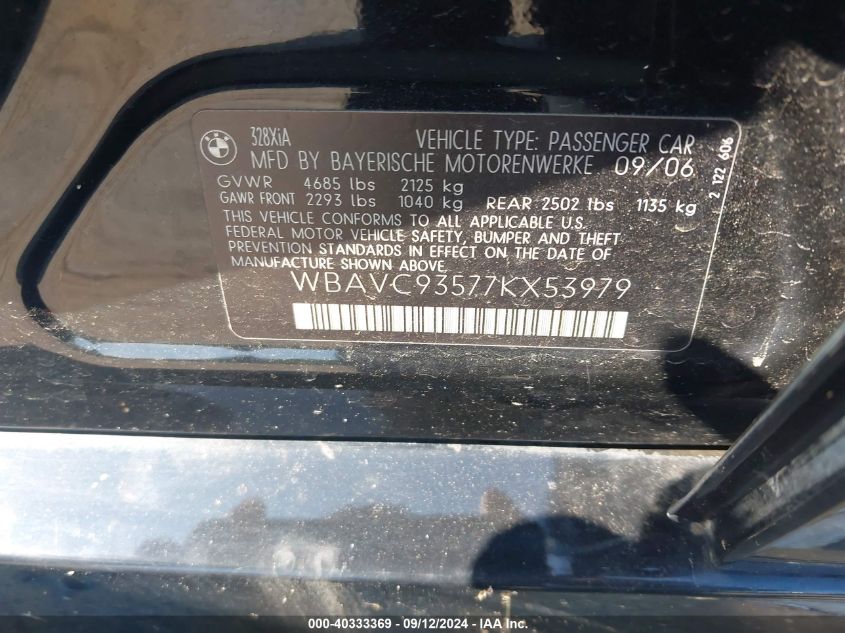 BMW
328XiA VEHICLE TYPE: PASSENGER CAR
MFD BY BAYERISCHE MOTORENWERKE 09/06
GVWR 4685 lbs 2125 kg
GAWR FRONT 2293 lbs 1040 kg REAR 2502 lbs 1135 kg
THIS VEHICLE CONFORMS TO ALL APPLICABLE U.S.
FEDERAL MOTOR VEHICLE SAFETY, BUMPER AND THEFT
PREVENTION STANDARDS IN EFFECT ON THE DATE OF
MANUFACTURE SHOWN ABOVE.
WBAVC93577KX53979
2 122 606
000-40333369 - 09/12/2024 - IAA Inc.